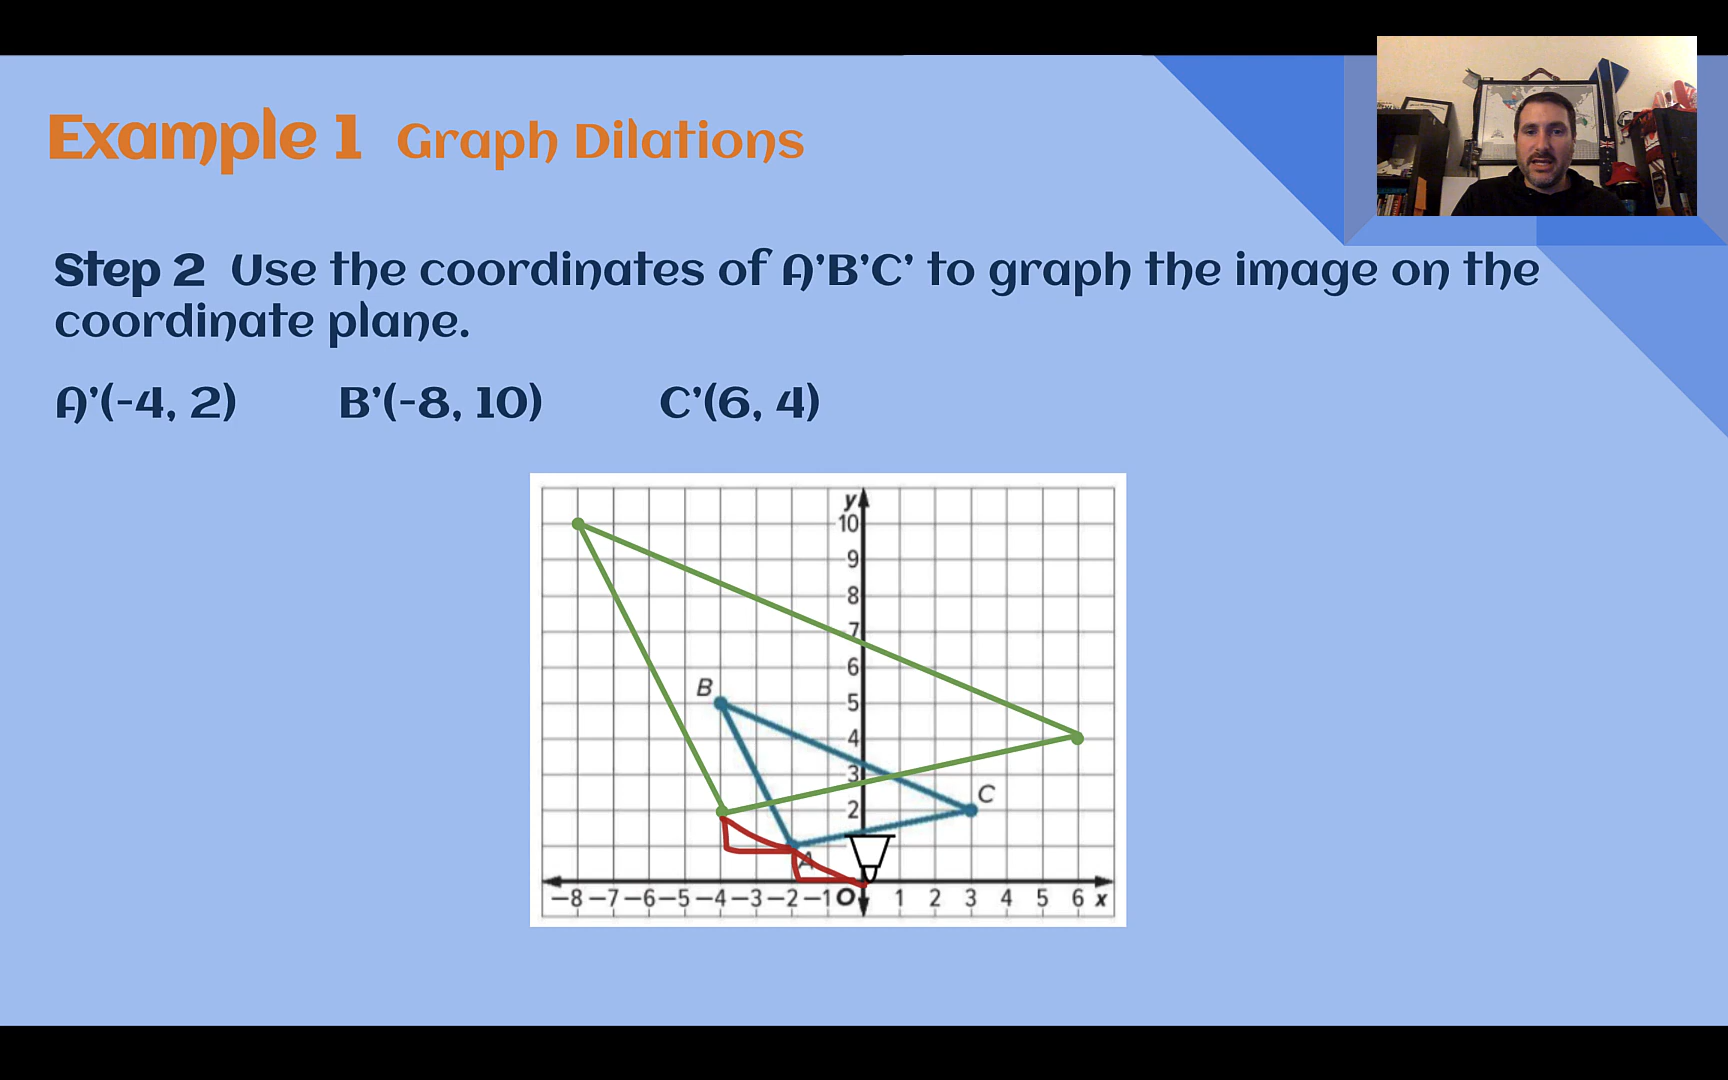 Example 1 Graph Dilations
Step 2 Use the coordinates of A’B’C’ to graph the image on the
coordinate plane.
A’(-4, 2) B’(-8, 10) C’(6, 4)
y
10
9
8
7
6
B
5
4
3
C
2
A
−8 −7 −6 −5 −4 −3 −2 −1 O 1 2 3 4 5 6 x